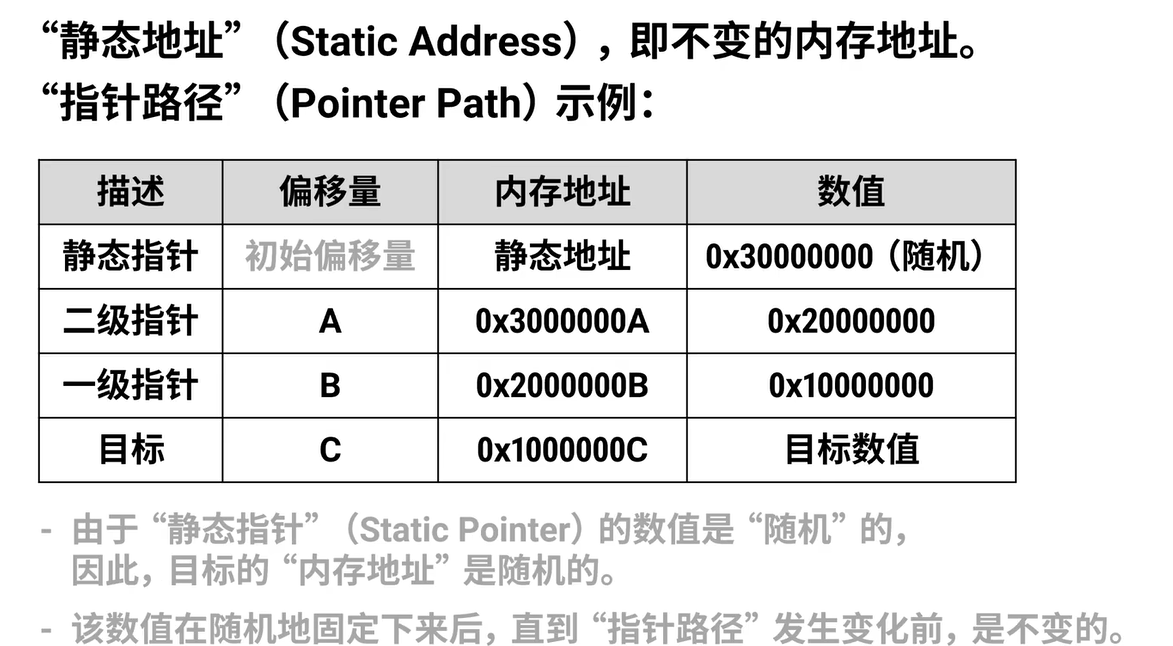 “静态地址”（Static Address），即不变的内存地址。
“指针路径”（Pointer Path）示例：
描述 偏移量 内存地址 数值
静态指针 初始偏移量 静态地址 0x30000000（随机）
二级指针 A 0x3000000A 0x20000000
一级指针 B 0x2000000B 0x10000000
目标 C 0x1000000C 目标数值
- 由于“静态指针”（Static Pointer）的数值是“随机”的，
因此，目标的“内存地址”是随机的。
- 该数值在随机地固定下来后，直到“指针路径”发生变化前，是不变的。